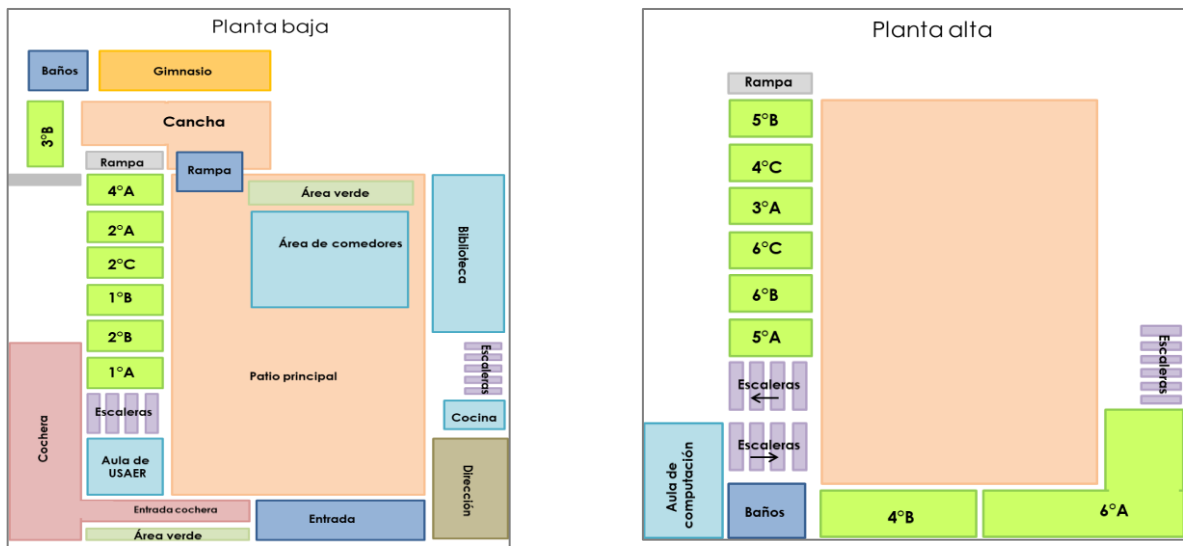 Planta baja
Baños
Gimnasio
3°B
Cancha
Rampa
Rampa
4°A
Área verde
2°A
Área de comedores
Biblioteca
2°C
1°B
2°B
Escaleras
1°A
Patio principal
Cochera
Escaleras
Cocina
Aula de
USAER
Dirección
Entrada cochera
Entrada
Área verde
Planta alta
Rampa
5°B
4°C
3°A
6°C
6°B
5°A
Escaleras
Escaleras
Escaleras
Aula de
computación
Baños
4°B
6°A